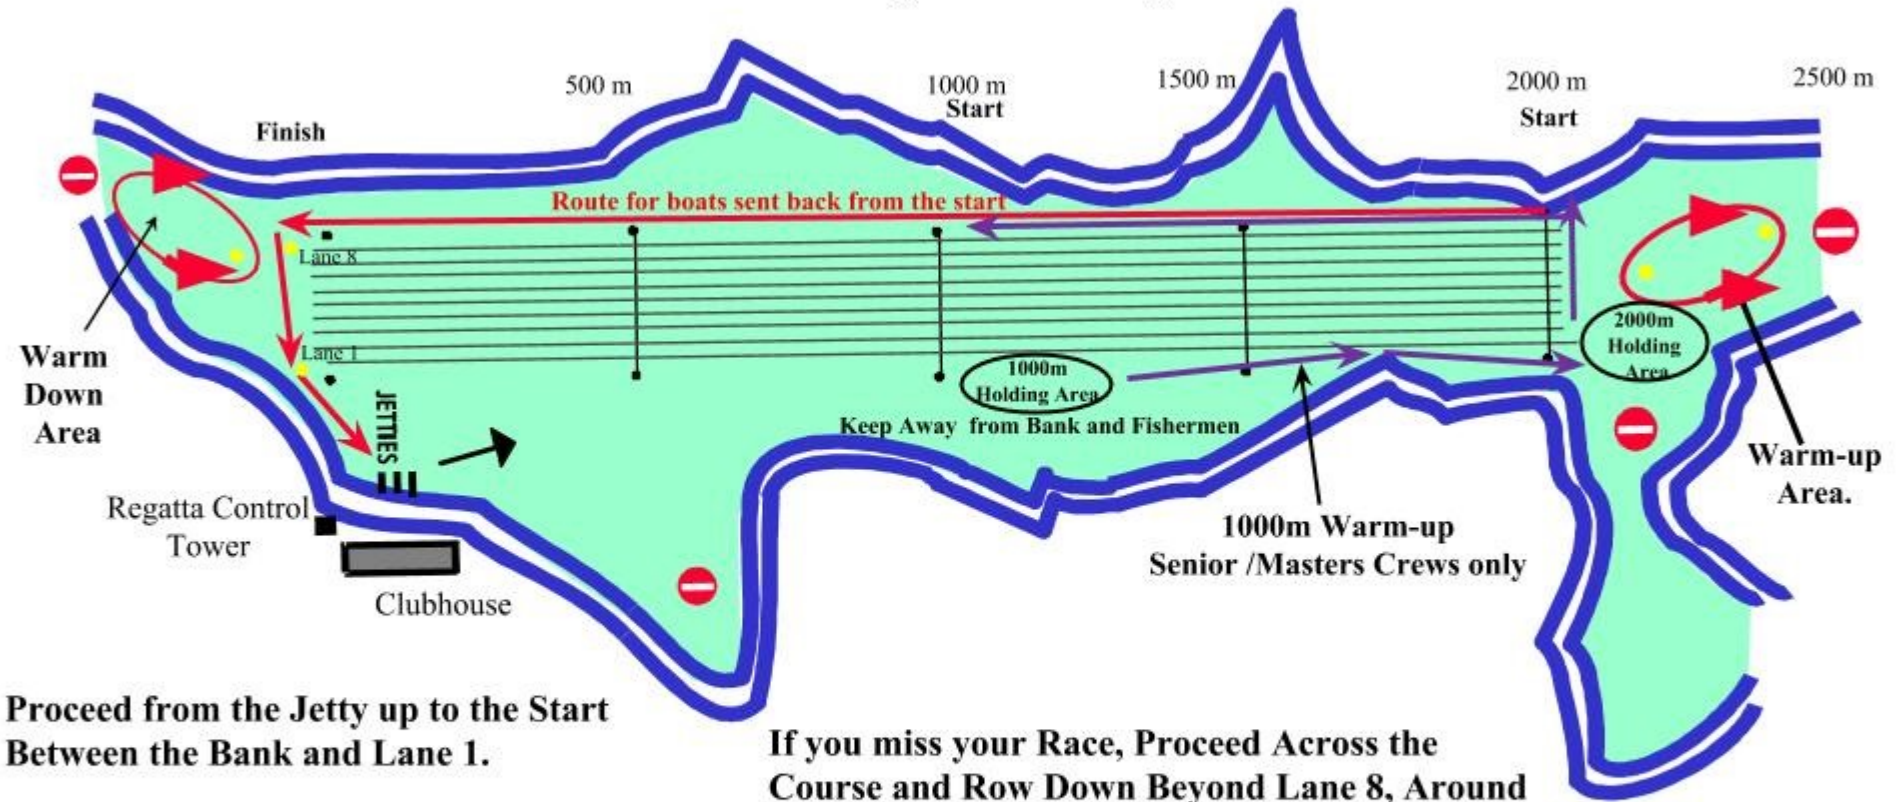 500 m
1000 m
Start
1500 m
2000 m
Start
2500 m
Finish
Route for boats sent back from the start
Lane 8
Lane 1
Warm
Down
Area
JETTIES
1000m
Holding Area
2000m
Holding
Area
Keep Away from Bank and Fishermen
Warm-up
Area.
Regatta Control
Tower
Clubhouse
1000m Warm-up
Senior /Masters Crews only
Proceed from the Jetty up to the Start
Between the Bank and Lane 1.
If you miss your Race, Proceed Across the
Course and Row Down Beyond Lane 8, Around